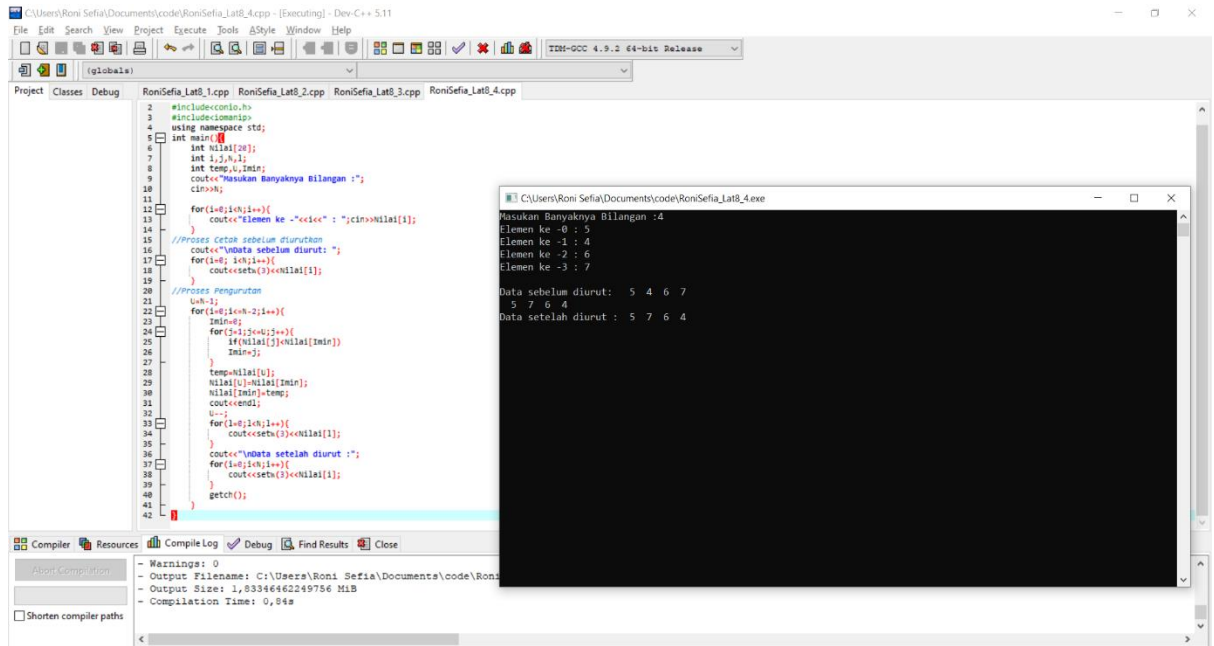 C:\Users\Roni Sefia\Documents\code\RoniSefia_Lat8_4.cpp - [Executing] - Dev-C++ 5.11
File Edit Search View Project Execute Tools AStyle Window Help
TDM-GCC 4.9.2 64-bit Release
(globals)
Project Classes Debug RoniSefia_Lat8_1.cpp RoniSefia_Lat8_2.cpp RoniSefia_Lat8_3.cpp RoniSefia_Lat8_4.cpp
2 #include<conio.h>
3 #include<iomanip>
4 using namespace std;
5 int main(){
6 int Nilai[20];
7 int i,j,N,l;
8 int temp,U,Imin;
9 cout<<"Masukan Banyaknya Bilangan :";
10 cin>>N;
11
12 for(i=0;i<N;i++){
13 cout<<"Elemen ke -"<<i<<" : ";cin>>Nilai[i];
14 }
15 //Proses Cetak sebelum diurutkan
16 cout<<"\nData sebelum diurut: ";
17 for(i=0; i<N;i++){
18 cout<<setw(3)<<Nilai[i];
19 }
20 //Proses Pengurutan
21 U=N-1;
22 for(i=0;i<=N-2;i++){
23 Imin=0;
24 for(j=1;j<=U;j++){
25 if(Nilai[j]<Nilai[Imin])
26 Imin=j;
27 }
28 temp=Nilai[U];
29 Nilai[U]=Nilai[Imin];
30 Nilai[Imin]=temp;
31 cout<<endl;
32 U--;
33 for(l=0;l<N;l++){
34 cout<<setw(3)<<Nilai[l];
35 }
36 cout<<"\nData setelah diurut :";
37 for(i=0;i<N;i++){
38 cout<<setw(3)<<Nilai[i];
39 }
40 getch();
41 }
42 }
C:\Users\Roni Sefia\Documents\code\RoniSefia_Lat8_4.exe
Masukan Banyaknya Bilangan :4
Elemen ke -0 : 5
Elemen ke -1 : 4
Elemen ke -2 : 6
Elemen ke -3 : 7
Data sebelum diurut:   5  4  6  7
  5  7  6  4
Data setelah diurut :  5  7  6  4
Compiler Resources Compile Log Debug Find Results Close
Abort Compilation
Shorten compiler paths
- Warnings: 0
- Output Filename: C:\Users\Roni Sefia\Documents\code\Roni
- Output Size: 1,83346462249756 MiB
- Compilation Time: 0,84s